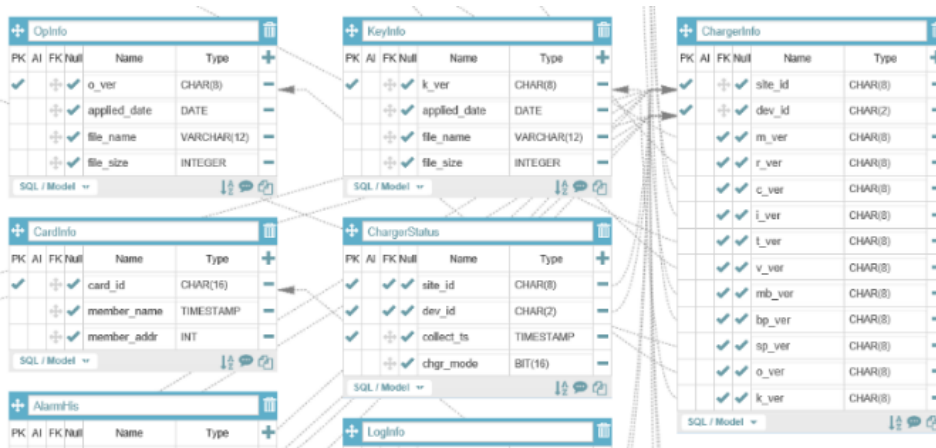 OpInfo
PK AI FK Null Name Type
o_ver CHAR(8)
applied_date DATE
file_name VARCHAR(12)
file_size INTEGER
SQL / Model
CardInfo
PK AI FK Null Name Type
card_id CHAR(16)
member_name TIMESTAMP
member_addr INT
SQL / Model
AlarmHis
PK AI FK Null Name Type
KeyInfo
PK AI FK Null Name Type
k_ver CHAR(8)
applied_date DATE
file_name VARCHAR(12)
file_size INTEGER
SQL / Model
ChargerStatus
PK AI FK Null Name Type
site_id CHAR(8)
dev_id CHAR(2)
collect_ts TIMESTAMP
chgr_mode BIT(16)
SQL / Model
LogInfo
ChargerInfo
PK AI FK Null Name Type
site_id CHAR(8)
dev_id CHAR(2)
m_ver CHAR(8)
r_ver CHAR(8)
c_ver CHAR(8)
i_ver CHAR(8)
t_ver CHAR(8)
v_ver CHAR(8)
mb_ver CHAR(8)
bp_ver CHAR(8)
sp_ver CHAR(8)
o_ver CHAR(8)
k_ver CHAR(8)
SQL / Model